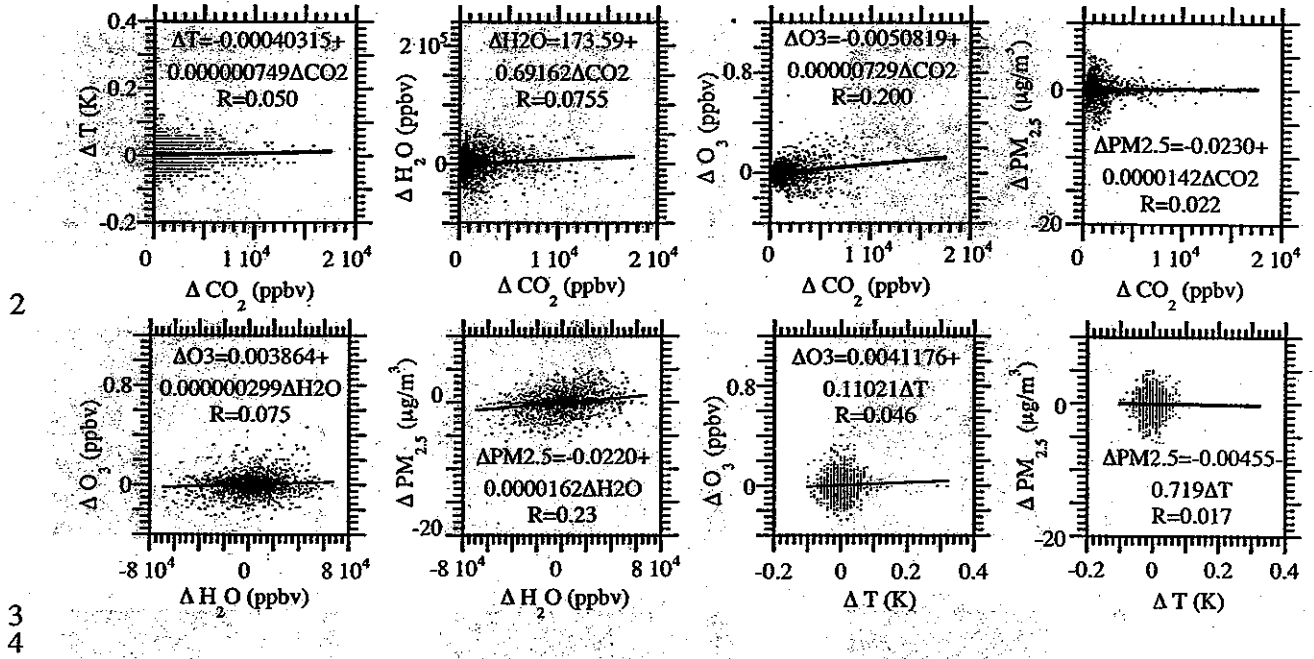 0.4
0.2
0
-0.2
Δ T (K)
ΔT=-0.00040315+
0.000000749ΔCO2
R=0.050
0 1 10⁴ 2 10⁴
Δ CO₂ (ppbv)
2 10⁵
0
Δ H₂O (ppbv)
ΔH2O=173.59+
0.69162ΔCO2
R=0.0755
0 1 10⁴ 2 10⁴
Δ CO₂ (ppbv)
0.8
0
Δ O₃ (ppbv)
ΔO3=-0.0050819+
0.00000729ΔCO2
R=0.200
0 1 10⁴ 2 10⁴
Δ CO₂ (ppbv)
0
-20
Δ PM₂.₅ (μg/m³)
ΔPM2.5=-0.0230+
0.0000142ΔCO2
R=0.022
0 1 10⁴ 2 10⁴
Δ CO₂ (ppbv)
2
0.8
0
Δ O₃ (ppbv)
ΔO3=0.003864+
0.000000299ΔH2O
R=0.075
-8 10⁴ 0 8 10⁴
Δ H₂O (ppbv)
0
-20
Δ PM₂.₅ (μg/m³)
ΔPM2.5=-0.0220+
0.0000162ΔH2O
R=0.23
-8 10⁴ 0 8 10⁴
Δ H₂O (ppbv)
0.8
0
Δ O₃ (ppbv)
ΔO3=0.0041176+
0.11021ΔT
R=0.046
-0.2 0 0.2 0.4
Δ T (K)
0
-20
Δ PM₂.₅ (μg/m³)
ΔPM2.5=-0.00455-
0.719ΔT
R=0.017
-0.2 0 0.2 0.4
Δ T (K)
3
4